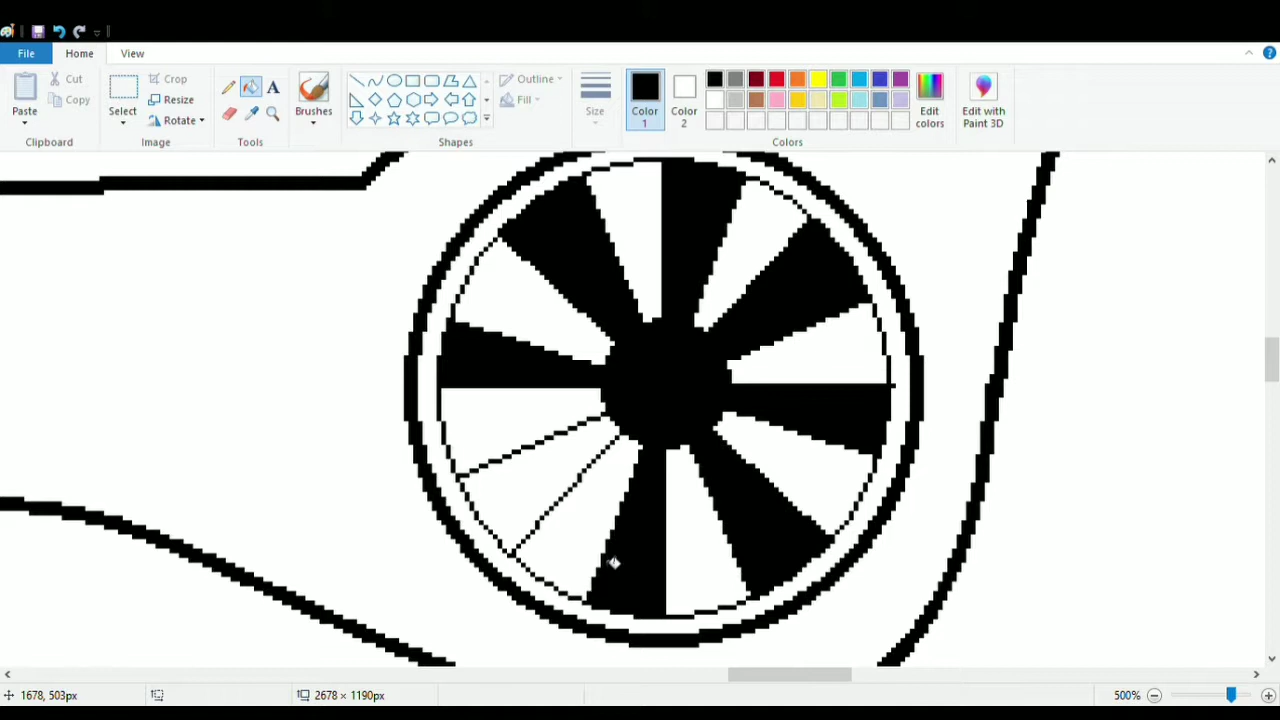 File Home View
Paste
Cut
Copy
Clipboard
Select
Crop
Resize
Rotate
Image
A
Tools
Brushes
Outline
Fill
Shapes
Size
Color 1
Color 2
Edit colors
Colors
Edit with Paint 3D
?
1678, 503px
2678 × 1190px
500%